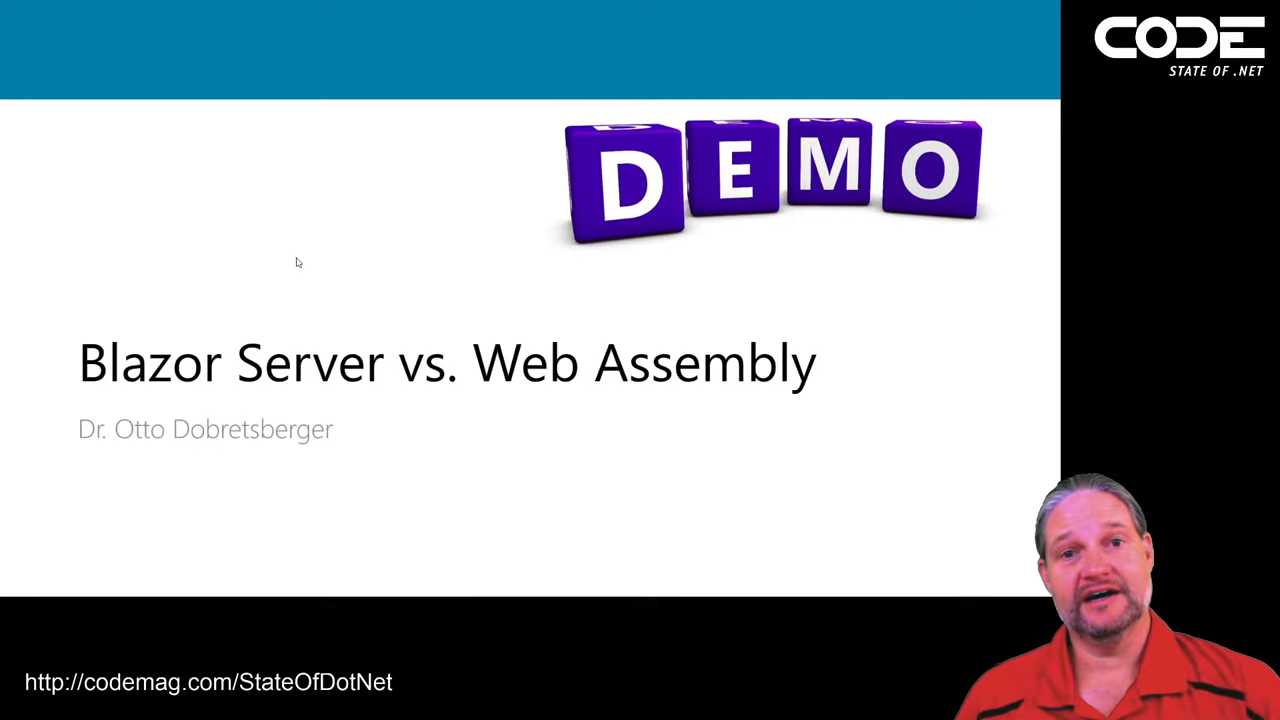 CODE
STATE OF .NET
DEMO
Blazor Server vs. Web Assembly
Dr. Otto Dobretsberger
http://codemag.com/StateOfDotNet